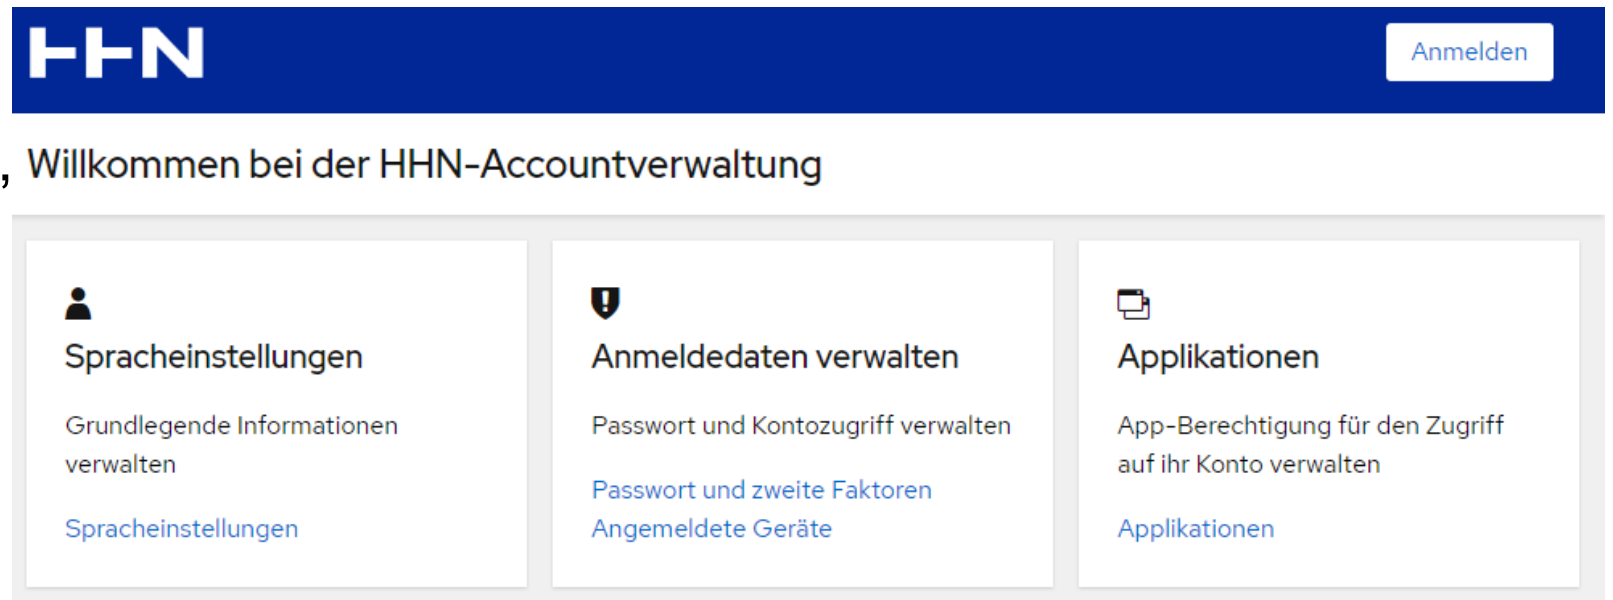 HHN
Anmelden
, Willkommen bei der HHN-Accountverwaltung
Spracheinstellungen
Grundlegende Informationen
verwalten
Spracheinstellungen
Anmeldedaten verwalten
Passwort und Kontozugriff verwalten
Passwort und zweite Faktoren
Angemeldete Geräte
Applikationen
App-Berechtigung für den Zugriff
auf ihr Konto verwalten
Applikationen